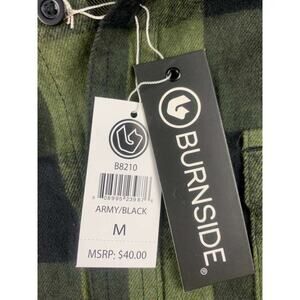 B8210
ARMY/BLACK
M
MSRP: $40.00
BURNSIDE®